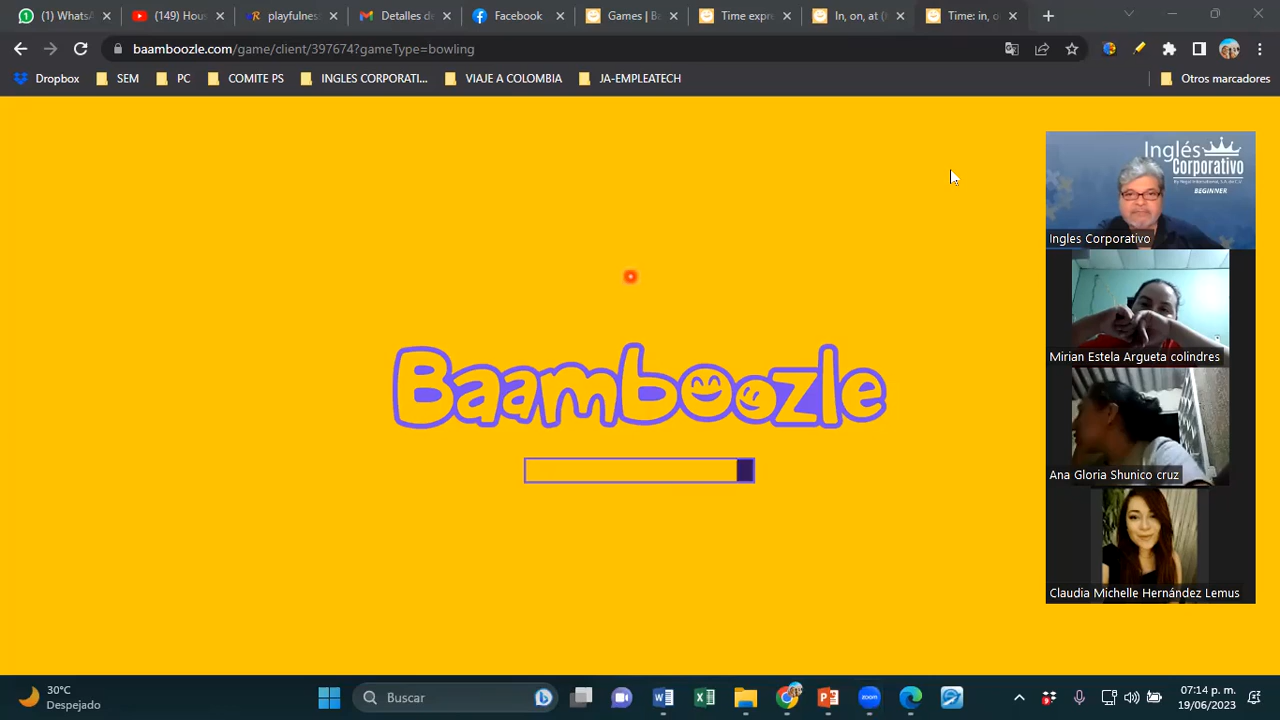 (1) WhatsA
(149) Hous
playfulnes
Detalles de
Facebook
Games | Ba
Time expre
In, on, at (
Time: in, o
baamboozle.com/game/client/397674?gameType=bowling
Dropbox
SEM
PC
COMITE PS
INGLES CORPORATI...
VIAJE A COLOMBIA
JA-EMPLEATECH
Otros marcadores
Inglés
Corporativo
BEGINNER
Ingles Corporativo
Baamboozle
Mirian Estela Argueta colindres
Ana Gloria Shunico cruz
Claudia Michelle Hernández Lemus
30°C
Despejado
Buscar
07:14 p. m.
19/06/2023